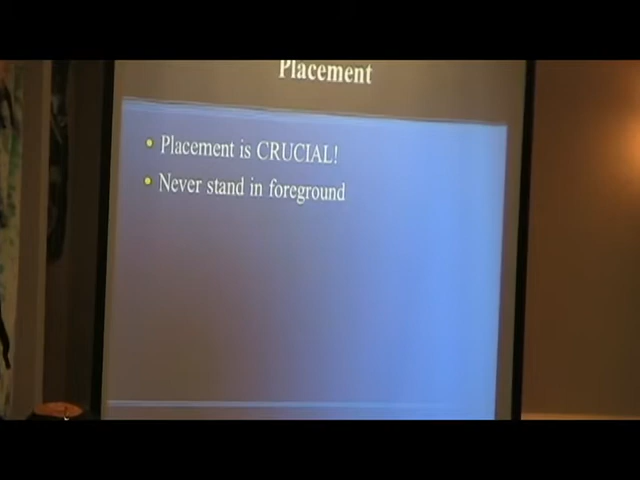 Placement
Placement is CRUCIAL!
Never stand in foreground